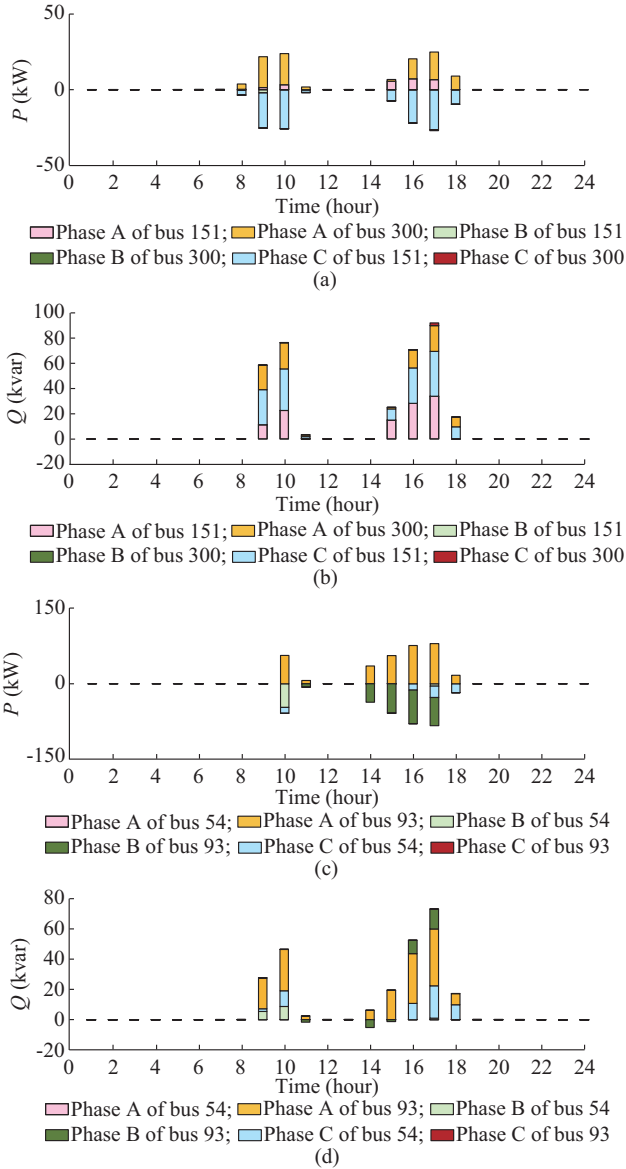 50
0
-50
P (kW)
0 2 4 6 8 10 12 14 16 18 20 22 24
Time (hour)
Phase A of bus 151; Phase A of bus 300; Phase B of bus 151
Phase B of bus 300; Phase C of bus 151; Phase C of bus 300
(a)
100
80
60
40
20
0
-20
Q (kvar)
0 2 4 6 8 10 12 14 16 18 20 22 24
Time (hour)
Phase A of bus 151; Phase A of bus 300; Phase B of bus 151
Phase B of bus 300; Phase C of bus 151; Phase C of bus 300
(b)
150
0
-150
P (kW)
0 2 4 6 8 10 12 14 16 18 20 22 24
Time (hour)
Phase A of bus 54; Phase A of bus 93; Phase B of bus 54
Phase B of bus 93; Phase C of bus 54; Phase C of bus 93
(c)
80
60
40
20
0
-20
Q (kvar)
0 2 4 6 8 10 12 14 16 18 20 22 24
Time (hour)
Phase A of bus 54; Phase A of bus 93; Phase B of bus 54
Phase B of bus 93; Phase C of bus 54; Phase C of bus 93
(d)